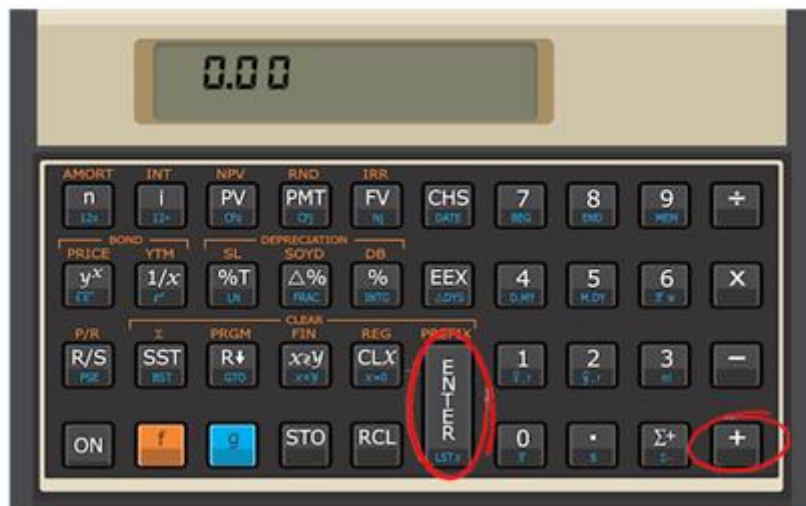 0.00
AMORT INT NPV RND IRR
n i PV PMT FV CHS 7 8 9 ÷
12x 12÷ CFo CFj Nj DATE BEG END MEM
BOND DEPRECIATION
PRICE YTM SL SOYD DB
yˣ 1/x %T △% % EEX 4 5 6 X
LN FRAC INTG △DYS D.MY M.DY
CLEAR
P/R Σ PRGM FIN REG PREFIX
R/S SST R↓ x≷y CLX ENTER 1 2 3 −
PSE BST GTO x≤y x=0 n!
ON f g STO RCL 0 · Σ+ +
LSTx Σ−